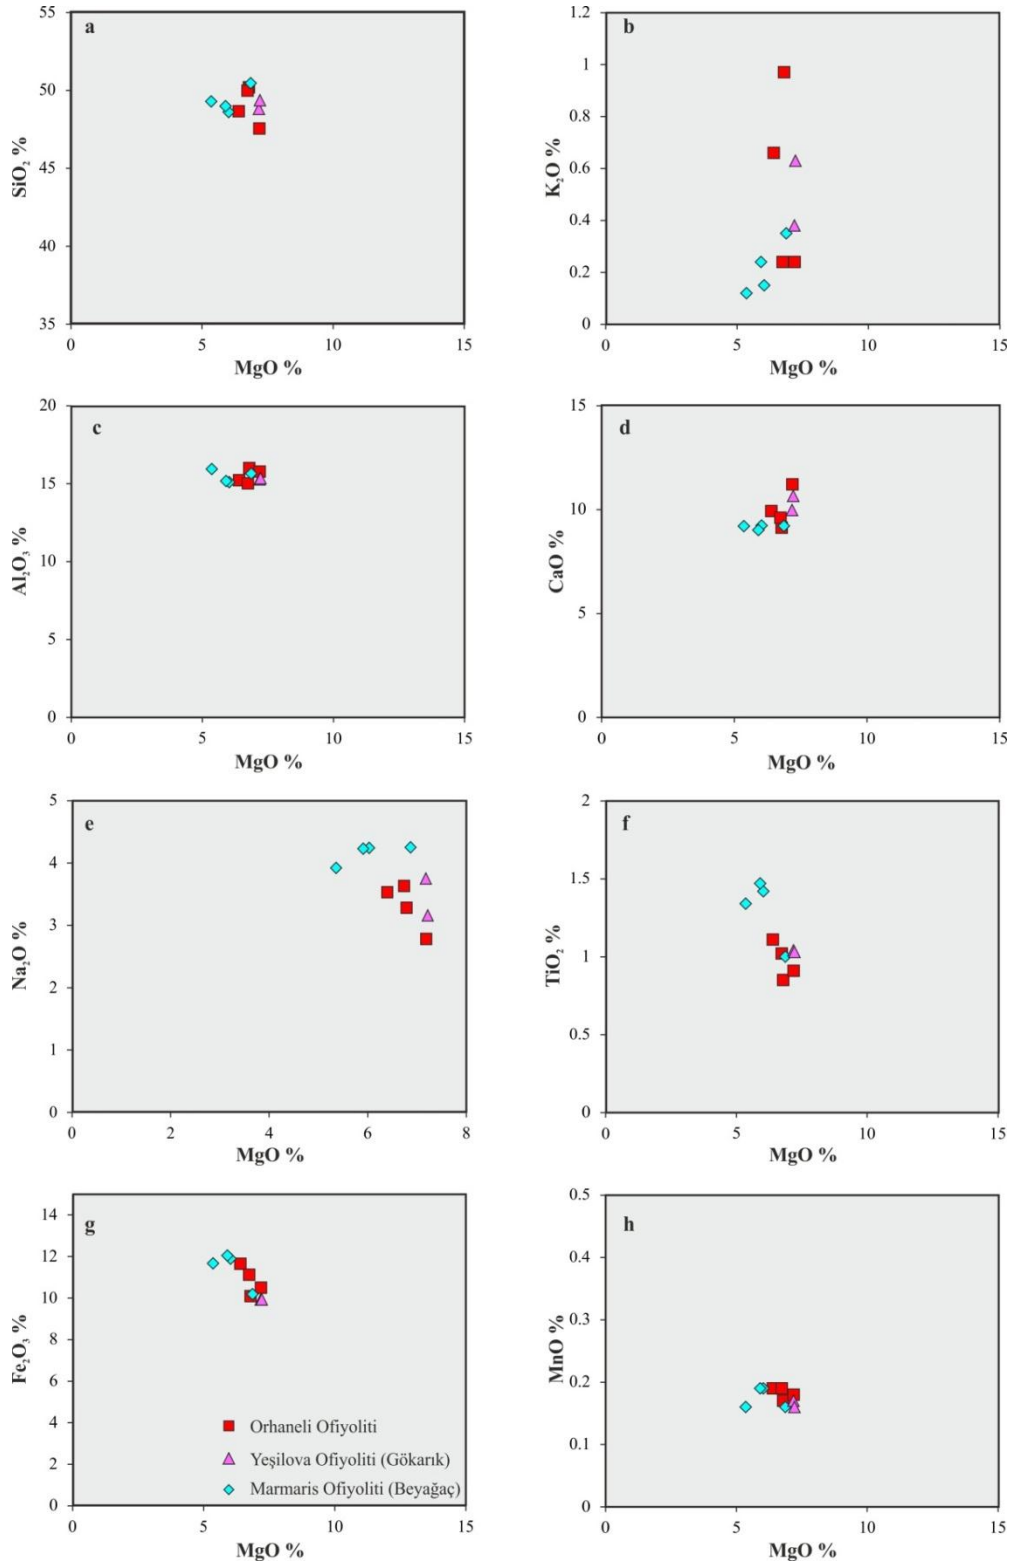 55
50
45
40
35
SiO₂ %
a
0 5 10 15
MgO %
1.2
1
0.8
0.6
0.4
0.2
0
K₂O %
b
0 5 10 15
MgO %
20
15
10
5
0
Al₂O₃ %
c
0 5 10 15
MgO %
15
10
5
0
CaO %
d
0 5 10 15
MgO %
5
4
3
2
1
0
Na₂O %
e
0 2 4 6 8
MgO %
2
1.5
1
0.5
0
TiO₂ %
f
0 5 10 15
MgO %
14
12
10
8
6
4
2
0
Fe₂O₃ %
g
Orhaneli Ofiyoliti
Yeşilova Ofiyoliti (Gökarık)
Marmaris Ofiyoliti (Beyağaç)
0 5 10 15
MgO %
0.5
0.4
0.3
0.2
0.1
0
MnO %
h
0 5 10 15
MgO %